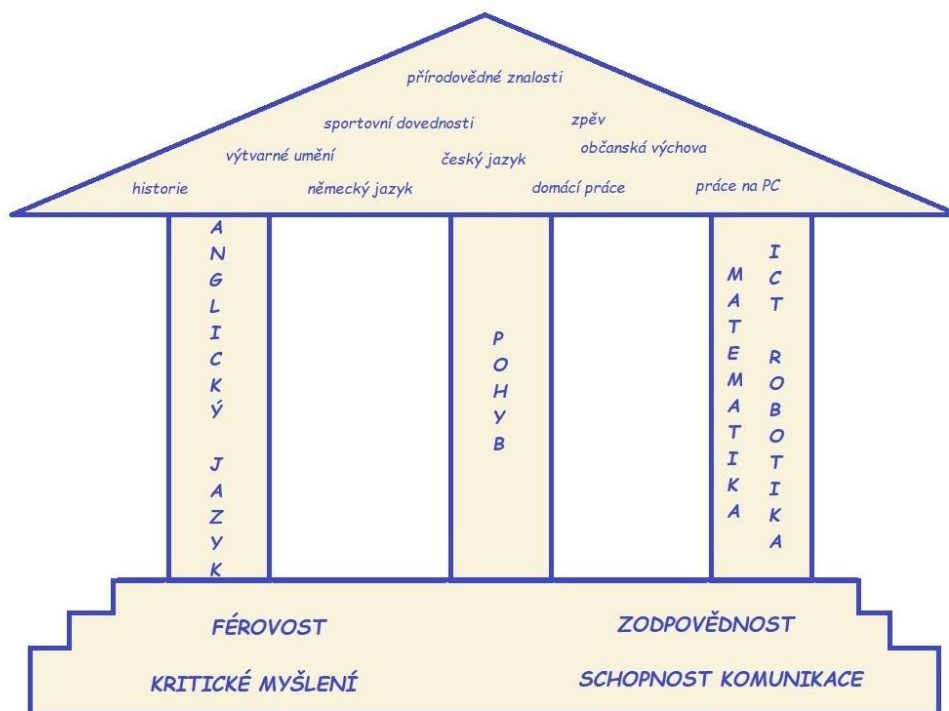 přírodovědné znalosti
sportovní dovednosti
zpěv
výtvarné umění
český jazyk
občanská výchova
historie
německý jazyk
domácí práce
práce na PC
ANGLICKÝ JAZYK
POHYB
MATEMATIKA
ICT ROBOTIKA
FÉROVOST
ZODPOVĚDNOST
KRITICKÉ MYŠLENÍ
SCHOPNOST KOMUNIKACE